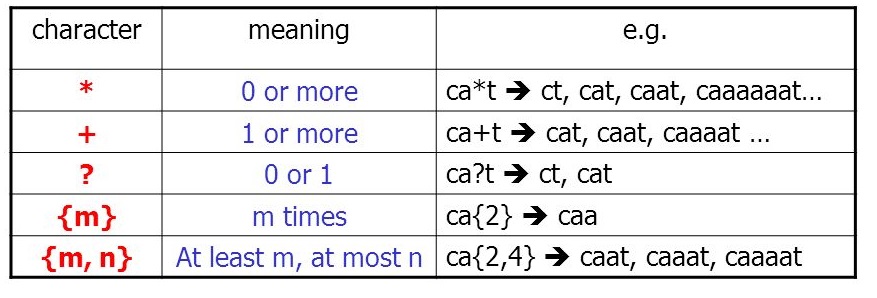 character meaning e.g.
* 0 or more ca*t ➔ ct, cat, caat, caaaaaat…
+ 1 or more ca+t ➔ cat, caat, caaaat …
? 0 or 1 ca?t ➔ ct, cat
{m} m times ca{2} ➔ caa
{m, n} At least m, at most n ca{2,4} ➔ caat, caaat, caaaat